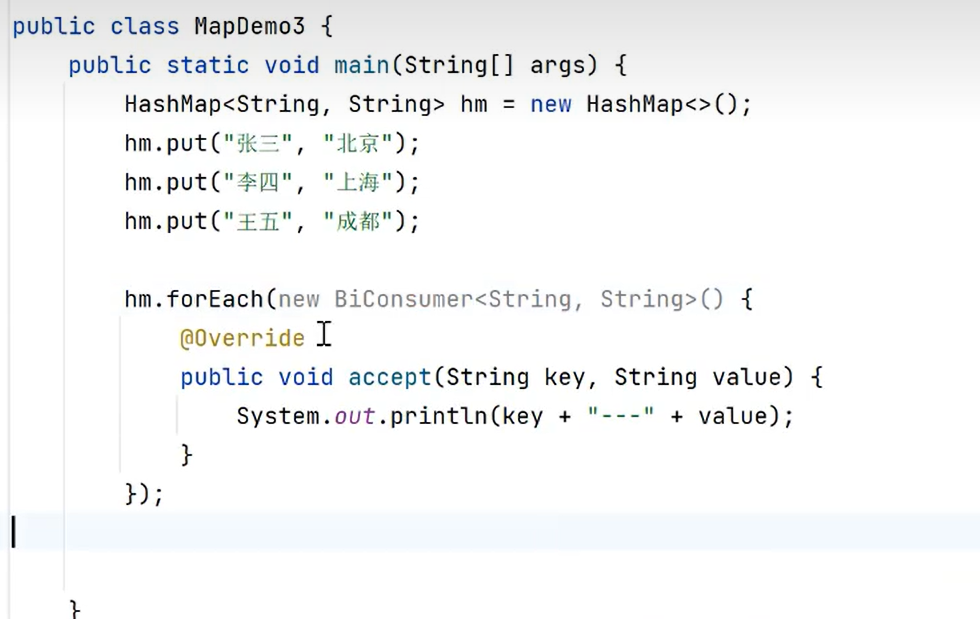 public class MapDemo3 {
public static void main(String[] args) {
HashMap<String, String> hm = new HashMap<>();
hm.put("张三", "北京");
hm.put("李四", "上海");
hm.put("王五", "成都");
hm.forEach(new BiConsumer<String, String>() {
@Override
public void accept(String key, String value) {
System.out.println(key + "---" + value);
}
});
}